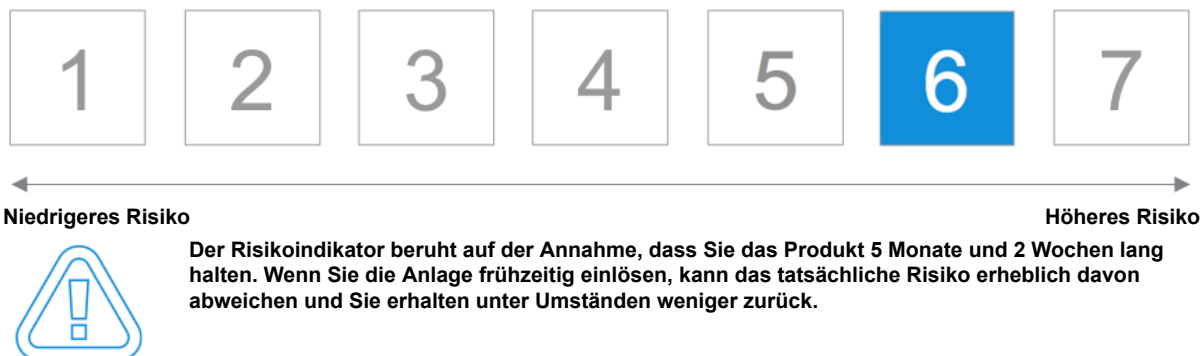 1 2 3 4 5 6 7
Niedrigeres Risiko Höheres Risiko
Der Risikoindikator beruht auf der Annahme, dass Sie das Produkt 5 Monate und 2 Wochen lang
halten. Wenn Sie die Anlage frühzeitig einlösen, kann das tatsächliche Risiko erheblich davon
abweichen und Sie erhalten unter Umständen weniger zurück.